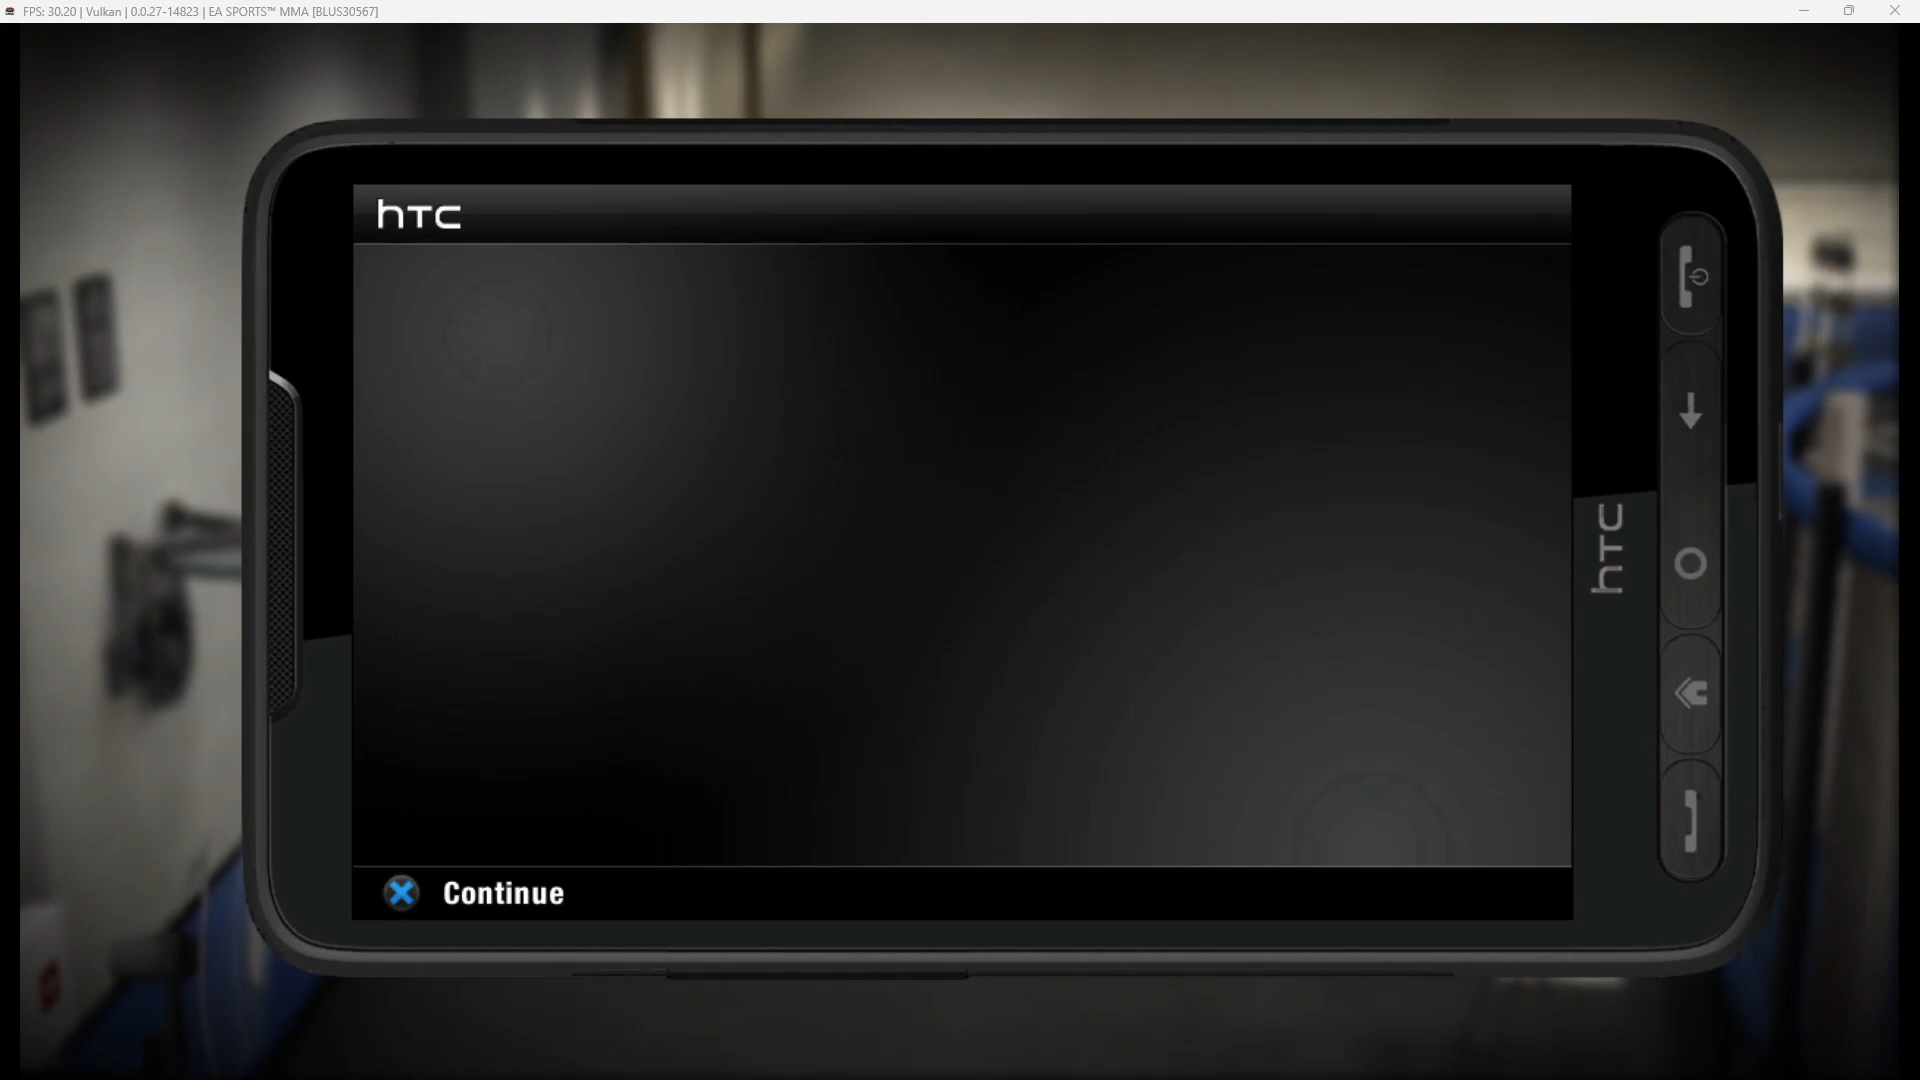 FPS: 30.20 | Vulkan | 0.0.27-14823 | EA SPORTS™ MMA [BLUS30567]
hTC
hTC
Continue